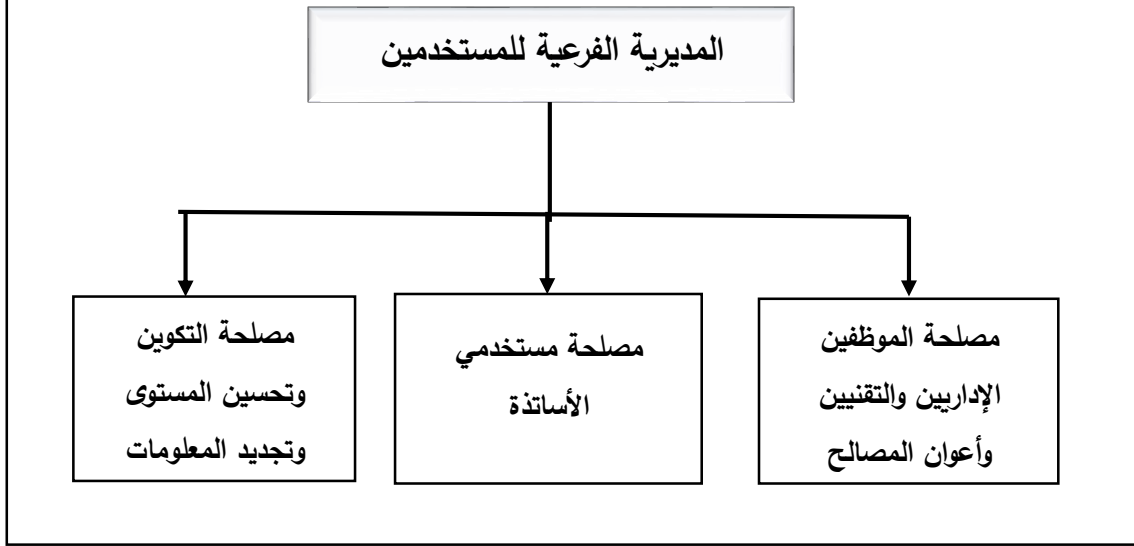 المديرية الفرعية للمستخدمين
مصلحة الموظفين
الإداريين والتقنيين
وأعوان المصالح
مصلحة مستخدمي
الأساتذة
مصلحة التكوين
وتحسين المستوى
وتجديد المعلومات